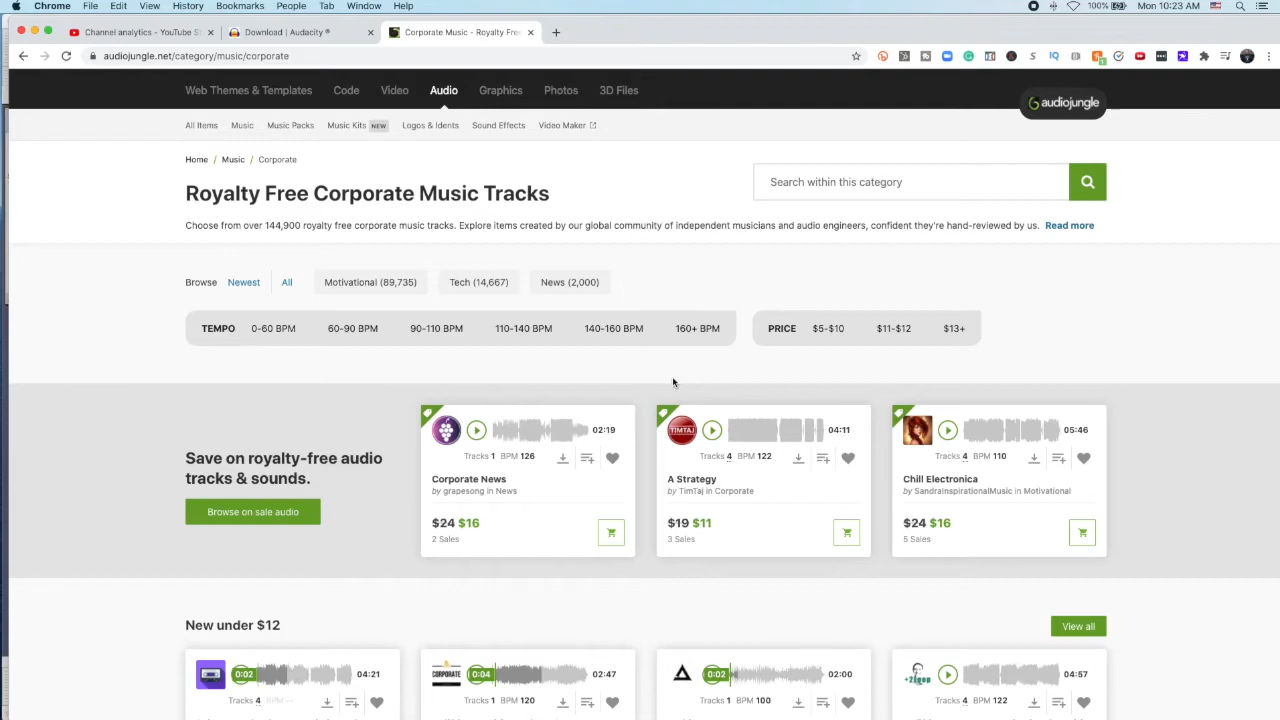 Chrome File Edit View History Bookmarks People Tab Window Help 100% Mon 10:23 AM
Channel analytics - YouTube St Download | Audacity ® Corporate Music - Royalty Free
audiojungle.net/category/music/corporate
Web Themes & Templates Code Video Audio Graphics Photos 3D Files
audiojungle
All Items Music Music Packs Music Kits NEW Logos & Idents Sound Effects Video Maker
Home / Music / Corporate
Royalty Free Corporate Music Tracks
Search within this category
Choose from over 144,900 royalty free corporate music tracks. Explore items created by our global community of independent musicians and audio engineers, confident they're hand-reviewed by us. Read more
Browse Newest All Motivational (89,735) Tech (14,667) News (2,000)
TEMPO 0-60 BPM 60-90 BPM 90-110 BPM 110-140 BPM 140-160 BPM 160+ BPM PRICE $5-$10 $11-$12 $13+
Save on royalty-free audio
tracks & sounds.
Browse on sale audio
02:19
Tracks 1 BPM 126
Corporate News
by grapesong in News
$24 $16
2 Sales
TIMTAJ
04:11
Tracks 4 BPM 122
A Strategy
by TimTaj in Corporate
$19 $11
3 Sales
05:46
Tracks 4 BPM 110
Chill Electronica
by SandraInspirationalMusic in Motivational
$24 $16
5 Sales
New under $12
View all
0:02 04:21
Tracks 4 BPM --
CORPORATE
0:04 02:47
Tracks 1 BPM 120
0:02 02:00
Tracks 1 BPM 100
04:57
Tracks 4 BPM 122